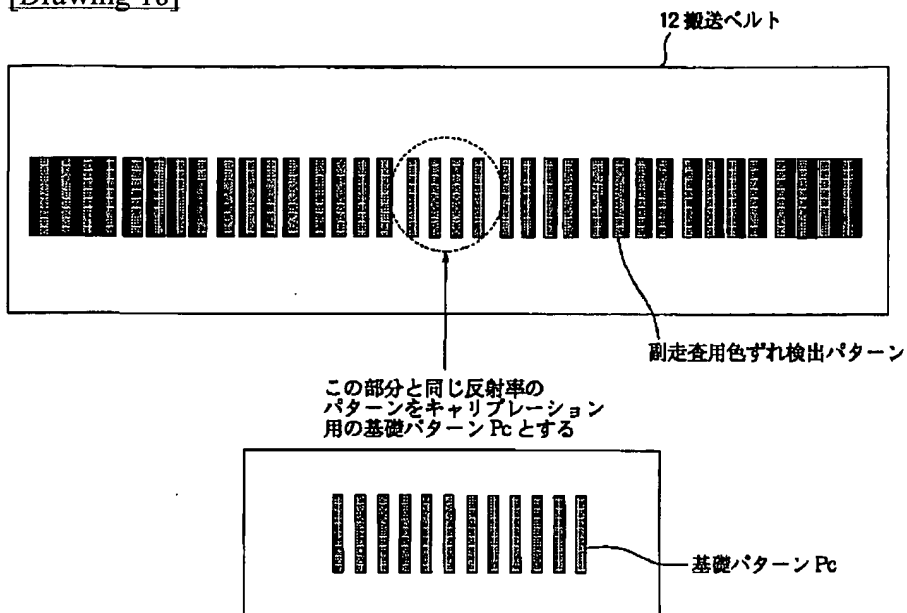 [Drawing 10]
12 搬送ベルト
副走査用色ずれ検出パターン
この部分と同じ反射率の
パターンをキャリブレーション
用の基礎パターン Pc とする
基礎パターン Pc